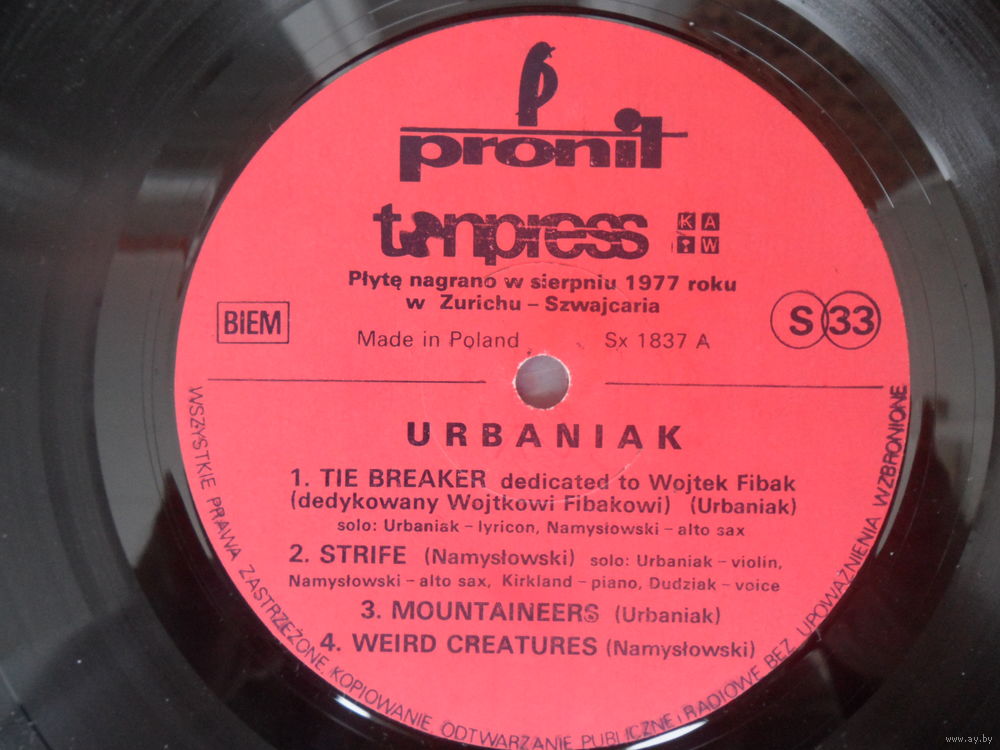 pronit
tonpress KAW
Płytę nagrano w sierpniu 1977 roku
w Zurichu – Szwajcaria
BIEM
Made in Poland Sx 1837 A
S 33
URBANIAK
1. TIE BREAKER dedicated to Wojtek Fibak
(dedykowany Wojtkowi Fibakowi) (Urbaniak)
solo: Urbaniak – lyricon, Namysłowski – alto sax
2. STRIFE (Namysłowski) solo: Urbaniak – violin,
Namysłowski – alto sax, Kirkland – piano, Dudziak – voice
3. MOUNTAINEERS (Urbaniak)
4. WEIRD CREATURES (Namysłowski)
WSZYSTKIE PRAWA ZASTRZEŻONE. KOPIOWANIE, ODTWARZANIE PUBLICZNE I RADIOWE BEZ UPOWAŻNIENIA WZBRONIONE
www.ay.by